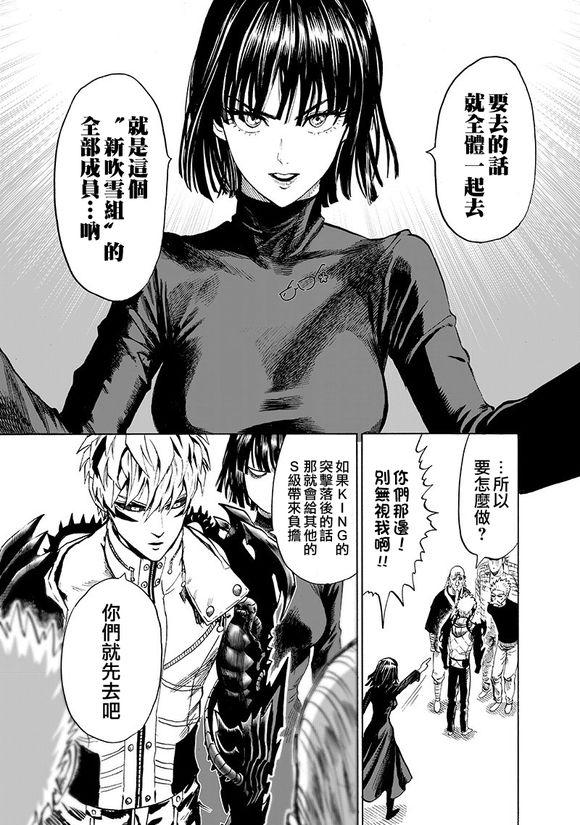 要去的話
就全體一起去
就是這個
〝新吹雪組〞的
全部成員…吶
…所以
要怎麼做?
你們那邊!
別無視我啊!!
如果KING的
突擊落後的話
那就會給其他的
S級帶來負擔
你們就先去吧